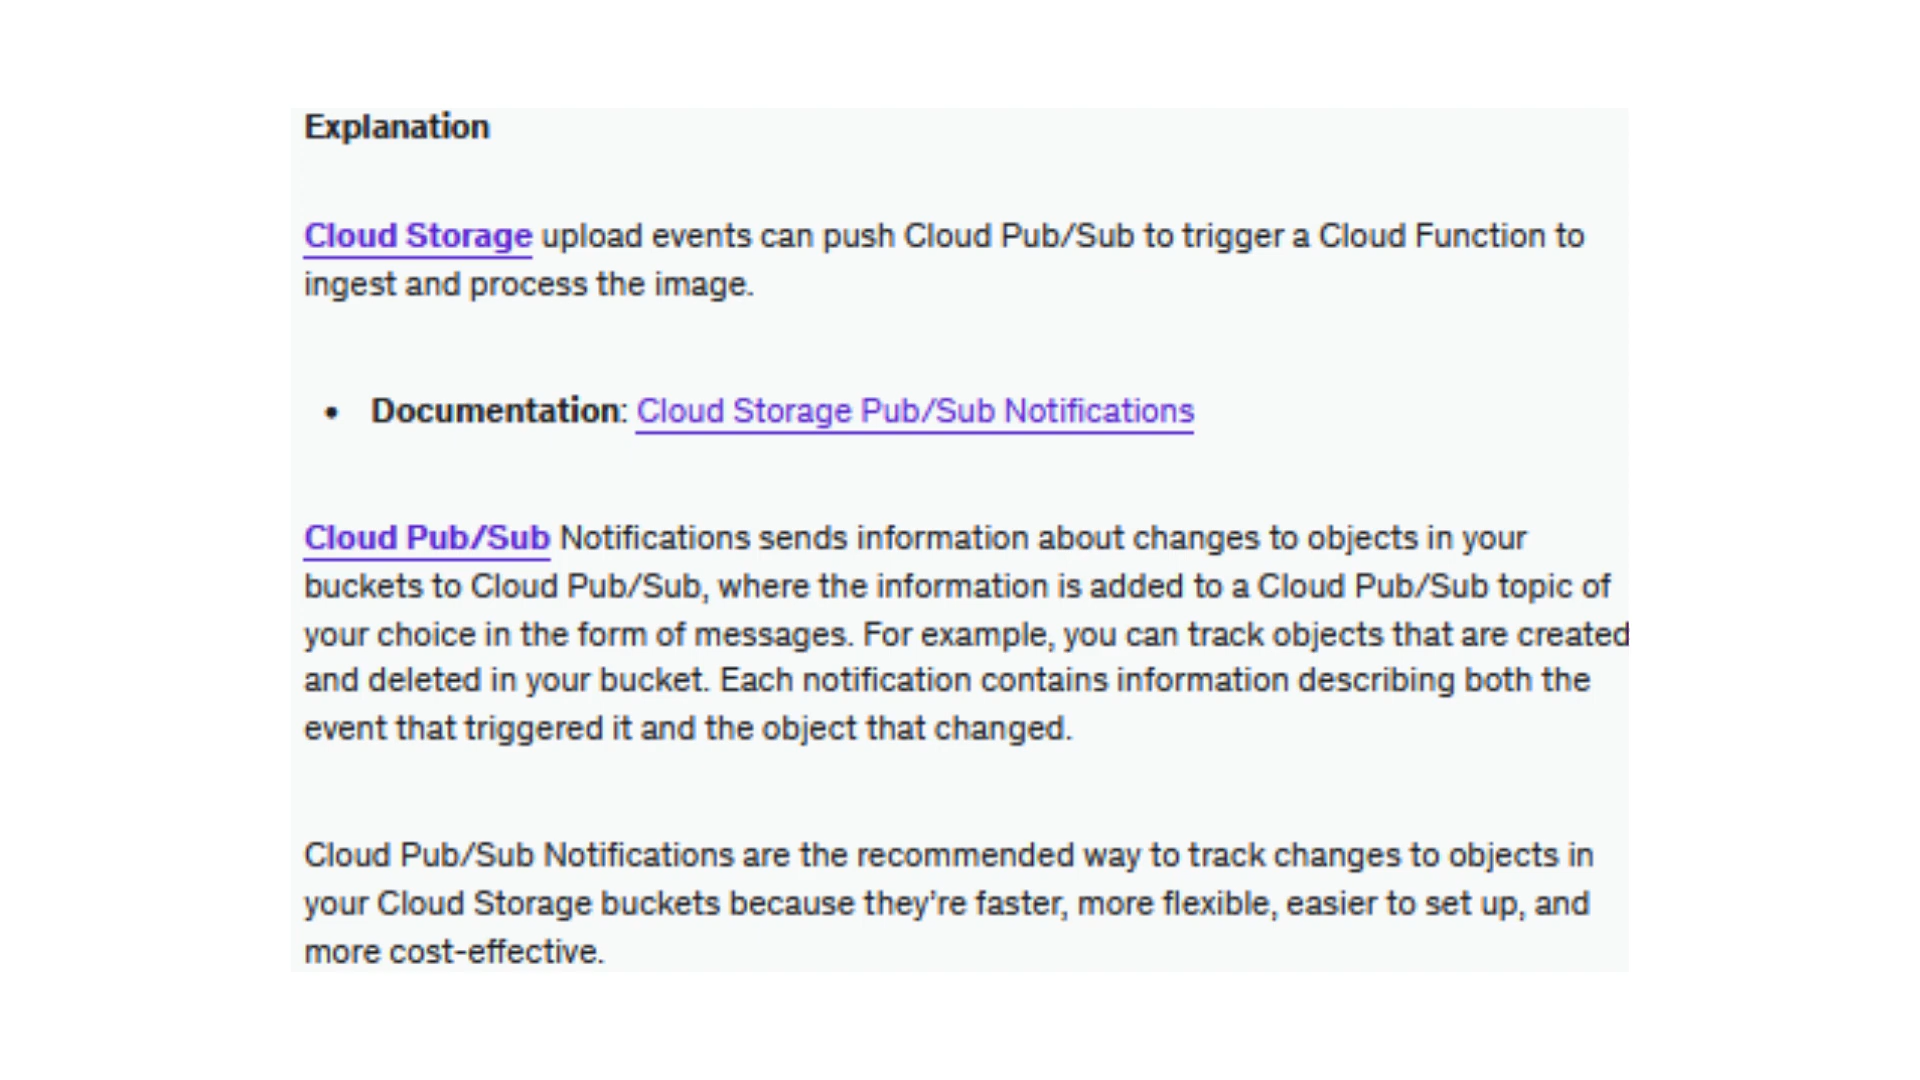 Explanation
Cloud Storage upload events can push Cloud Pub/Sub to trigger a Cloud Function to
ingest and process the image.
• Documentation: Cloud Storage Pub/Sub Notifications
Cloud Pub/Sub Notifications sends information about changes to objects in your
buckets to Cloud Pub/Sub, where the information is added to a Cloud Pub/Sub topic of
your choice in the form of messages. For example, you can track objects that are created
and deleted in your bucket. Each notification contains information describing both the
event that triggered it and the object that changed.
Cloud Pub/Sub Notifications are the recommended way to track changes to objects in
your Cloud Storage buckets because they’re faster, more flexible, easier to set up, and
more cost-effective.